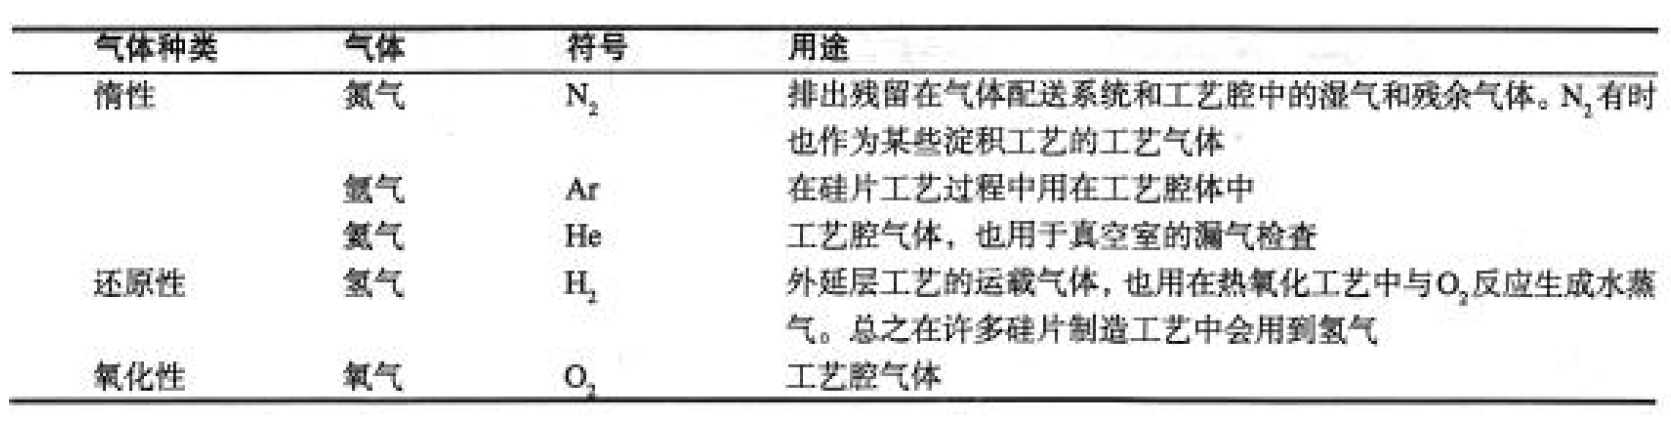 气体种类 气体 符号 用途
惰性 氮气 N₂ 排出残留在气体配送系统和工艺腔中的湿气和残余气体。N₂有时
也作为某些淀积工艺的工艺气体
氩气 Ar 在硅片工艺过程中用在工艺腔体中
氦气 He 工艺腔气体，也用于真空室的漏气检查
还原性 氢气 H₂ 外延层工艺的运载气体，也用在热氧化工艺中与O₂反应生成水蒸
气。总之在许多硅片制造工艺中会用到氢气
氧化性 氧气 O₂ 工艺腔气体